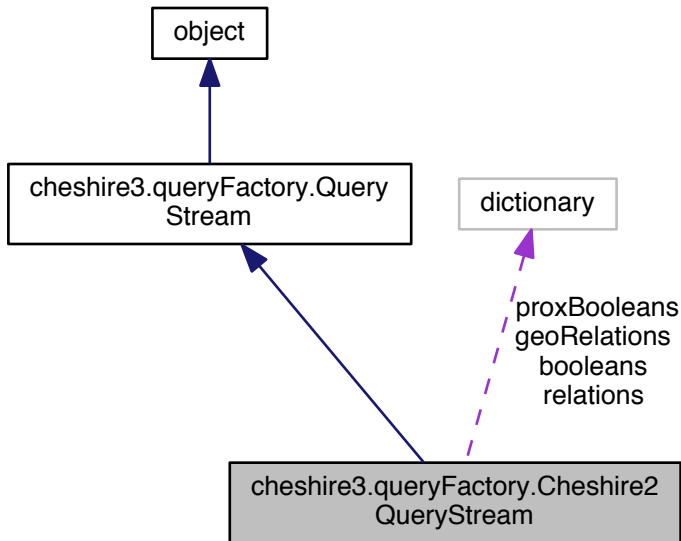 object
cheshire3.queryFactory.Query
Stream
dictionary
proxBooleans
geoRelations
booleans
relations
cheshire3.queryFactory.Cheshire2
QueryStream